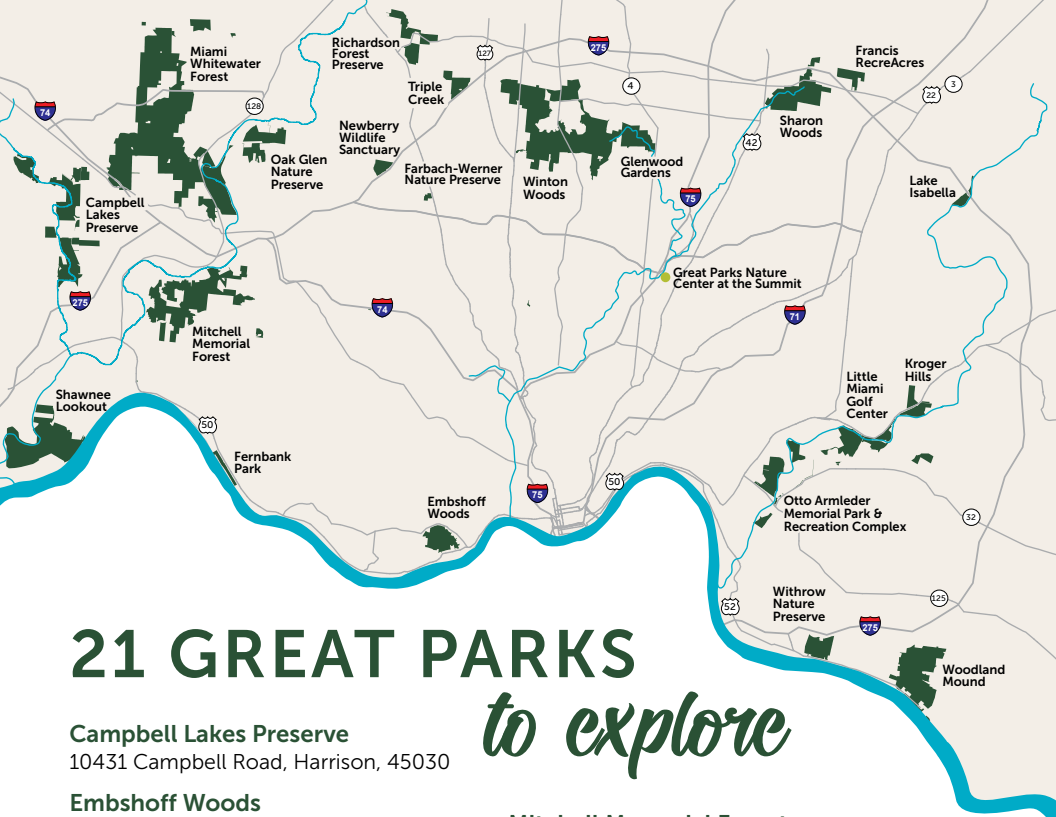 Miami
Whitewater
Forest
Richardson
Forest
Preserve
127
275
Francis
RecreAcres
Triple
Creek
4
3
22
74
128
Newberry
Wildlife
Sanctuary
Sharon
Woods
42
Oak Glen
Nature
Preserve
Farbach-Werner
Nature Preserve
Winton
Woods
Glenwood
Gardens
75
Lake
Isabella
Campbell
Lakes
Preserve
Great Parks Nature
Center at the Summit
275
74
71
Mitchell
Memorial
Forest
Kroger
Hills
Little
Miami
Golf
Center
Shawnee
Lookout
50
Fernbank
Park
50
75
Embshoff
Woods
Otto Armleder
Memorial Park &
Recreation Complex
32
Withrow
Nature
Preserve
52
125
275
Woodland
Mound
21 GREAT PARKS
to explore
Campbell Lakes Preserve
10431 Campbell Road, Harrison, 45030
Embshoff Woods